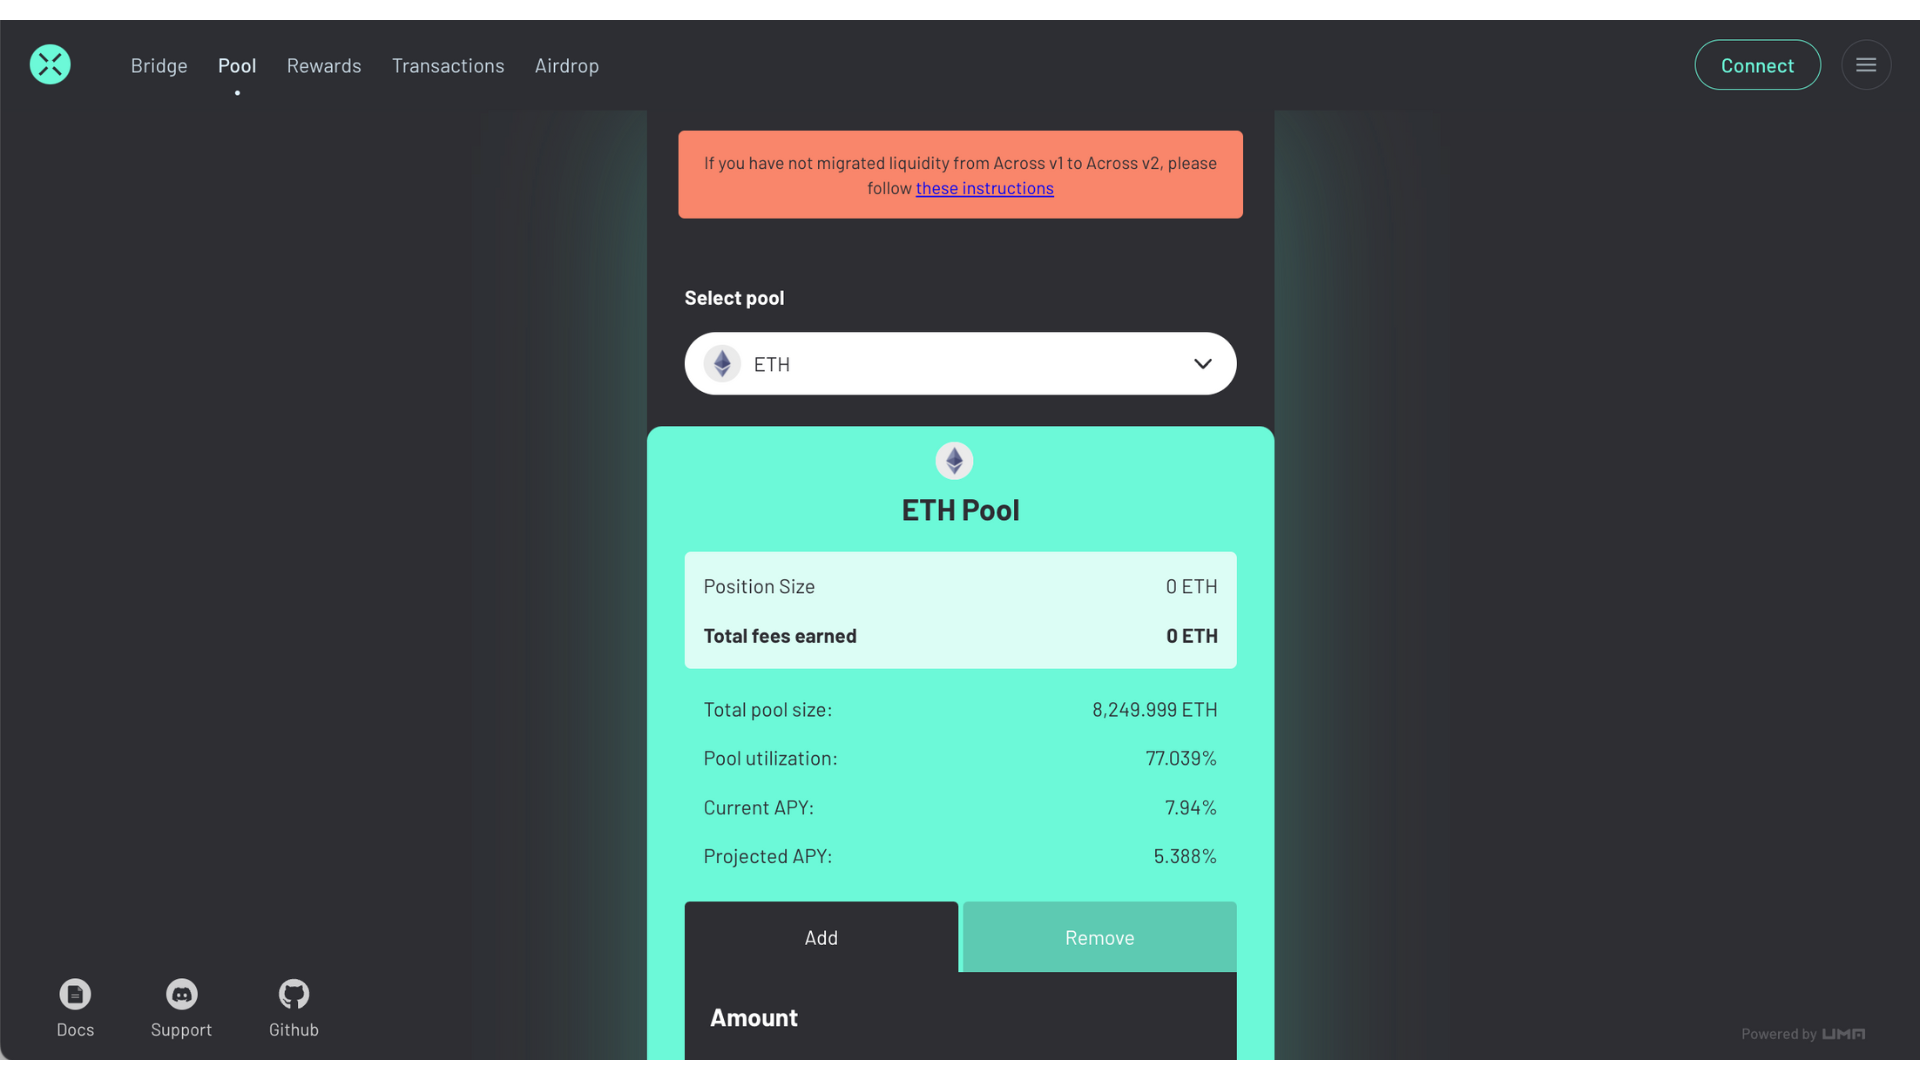 Bridge Pool Rewards Transactions Airdrop Connect
If you have not migrated liquidity from Across v1 to Across v2, please
follow these instructions
Select pool
ETH
ETH Pool
Position Size 0 ETH
Total fees earned 0 ETH
Total pool size: 8,249.999 ETH
Pool utilization: 77.039%
Current APY: 7.94%
Projected APY: 5.388%
Add Remove
Amount
Docs Support Github
Powered by UMA